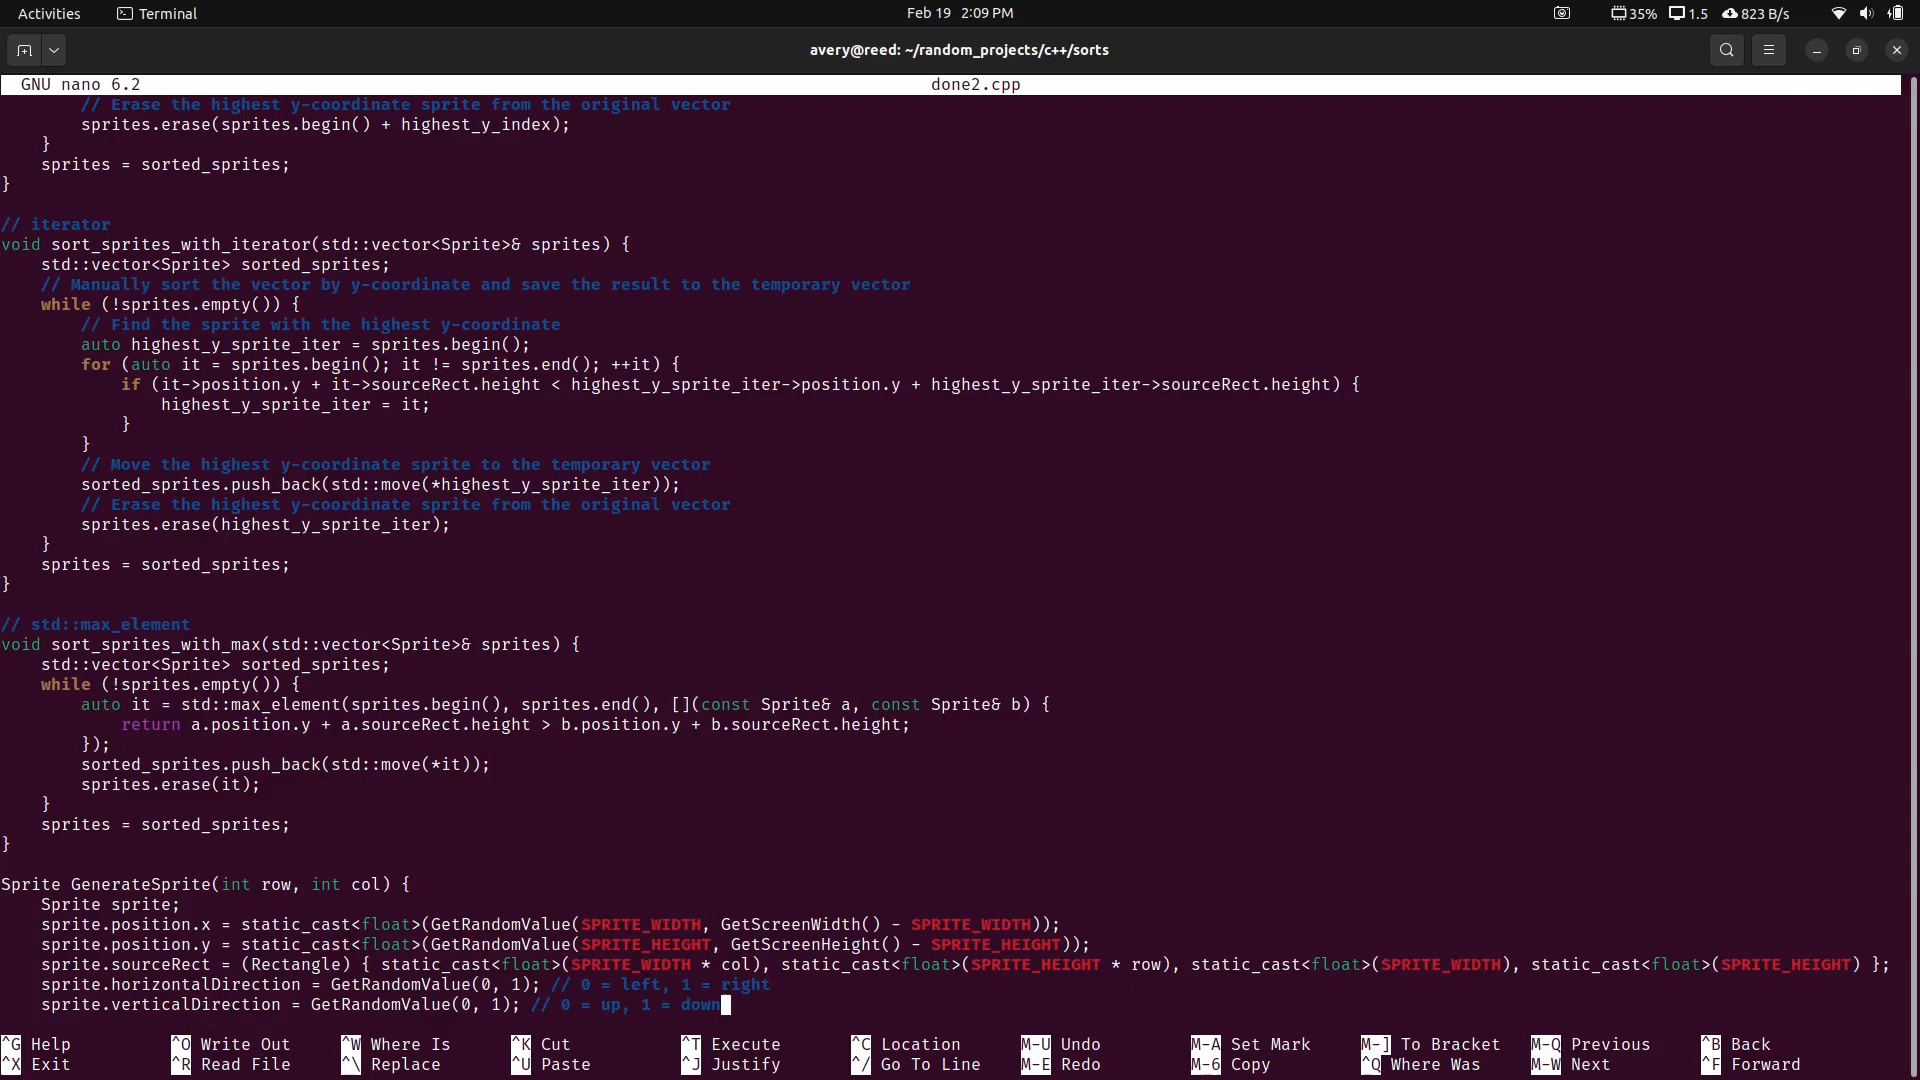 Activities Terminal Feb 19 2:09 PM 35% 1.5 823 B/s
avery@reed: ~/random_projects/c++/sorts
GNU nano 6.2 done2.cpp
        // Erase the highest y-coordinate sprite from the original vector
        sprites.erase(sprites.begin() + highest_y_index);
    }
    sprites = sorted_sprites;
}

// iterator
void sort_sprites_with_iterator(std::vector<Sprite>& sprites) {
    std::vector<Sprite> sorted_sprites;
    // Manually sort the vector by y-coordinate and save the result to the temporary vector
    while (!sprites.empty()) {
        // Find the sprite with the highest y-coordinate
        auto highest_y_sprite_iter = sprites.begin();
        for (auto it = sprites.begin(); it != sprites.end(); ++it) {
            if (it->position.y + it->sourceRect.height < highest_y_sprite_iter->position.y + highest_y_sprite_iter->sourceRect.height) {
                highest_y_sprite_iter = it;
            }
        }
        // Move the highest y-coordinate sprite to the temporary vector
        sorted_sprites.push_back(std::move(*highest_y_sprite_iter));
        // Erase the highest y-coordinate sprite from the original vector
        sprites.erase(highest_y_sprite_iter);
    }
    sprites = sorted_sprites;
}

// std::max_element
void sort_sprites_with_max(std::vector<Sprite>& sprites) {
    std::vector<Sprite> sorted_sprites;
    while (!sprites.empty()) {
        auto it = std::max_element(sprites.begin(), sprites.end(), [](const Sprite& a, const Sprite& b) {
            return a.position.y + a.sourceRect.height > b.position.y + b.sourceRect.height;
        });
        sorted_sprites.push_back(std::move(*it));
        sprites.erase(it);
    }
    sprites = sorted_sprites;
}

Sprite GenerateSprite(int row, int col) {
    Sprite sprite;
    sprite.position.x = static_cast<float>(GetRandomValue(SPRITE_WIDTH, GetScreenWidth() - SPRITE_WIDTH));
    sprite.position.y = static_cast<float>(GetRandomValue(SPRITE_HEIGHT, GetScreenHeight() - SPRITE_HEIGHT));
    sprite.sourceRect = (Rectangle) { static_cast<float>(SPRITE_WIDTH * col), static_cast<float>(SPRITE_HEIGHT * row), static_cast<float>(SPRITE_WIDTH), static_cast<float>(SPRITE_HEIGHT) };
    sprite.horizontalDirection = GetRandomValue(0, 1); // 0 = left, 1 = right
    sprite.verticalDirection = GetRandomValue(0, 1); // 0 = up, 1 = down
^G Help ^O Write Out ^W Where Is ^K Cut ^T Execute ^C Location M-U Undo M-A Set Mark M-] To Bracket M-Q Previous ^B Back
^X Exit ^R Read File ^\ Replace ^U Paste ^J Justify ^/ Go To Line M-E Redo M-6 Copy ^Q Where Was M-W Next ^F Forward